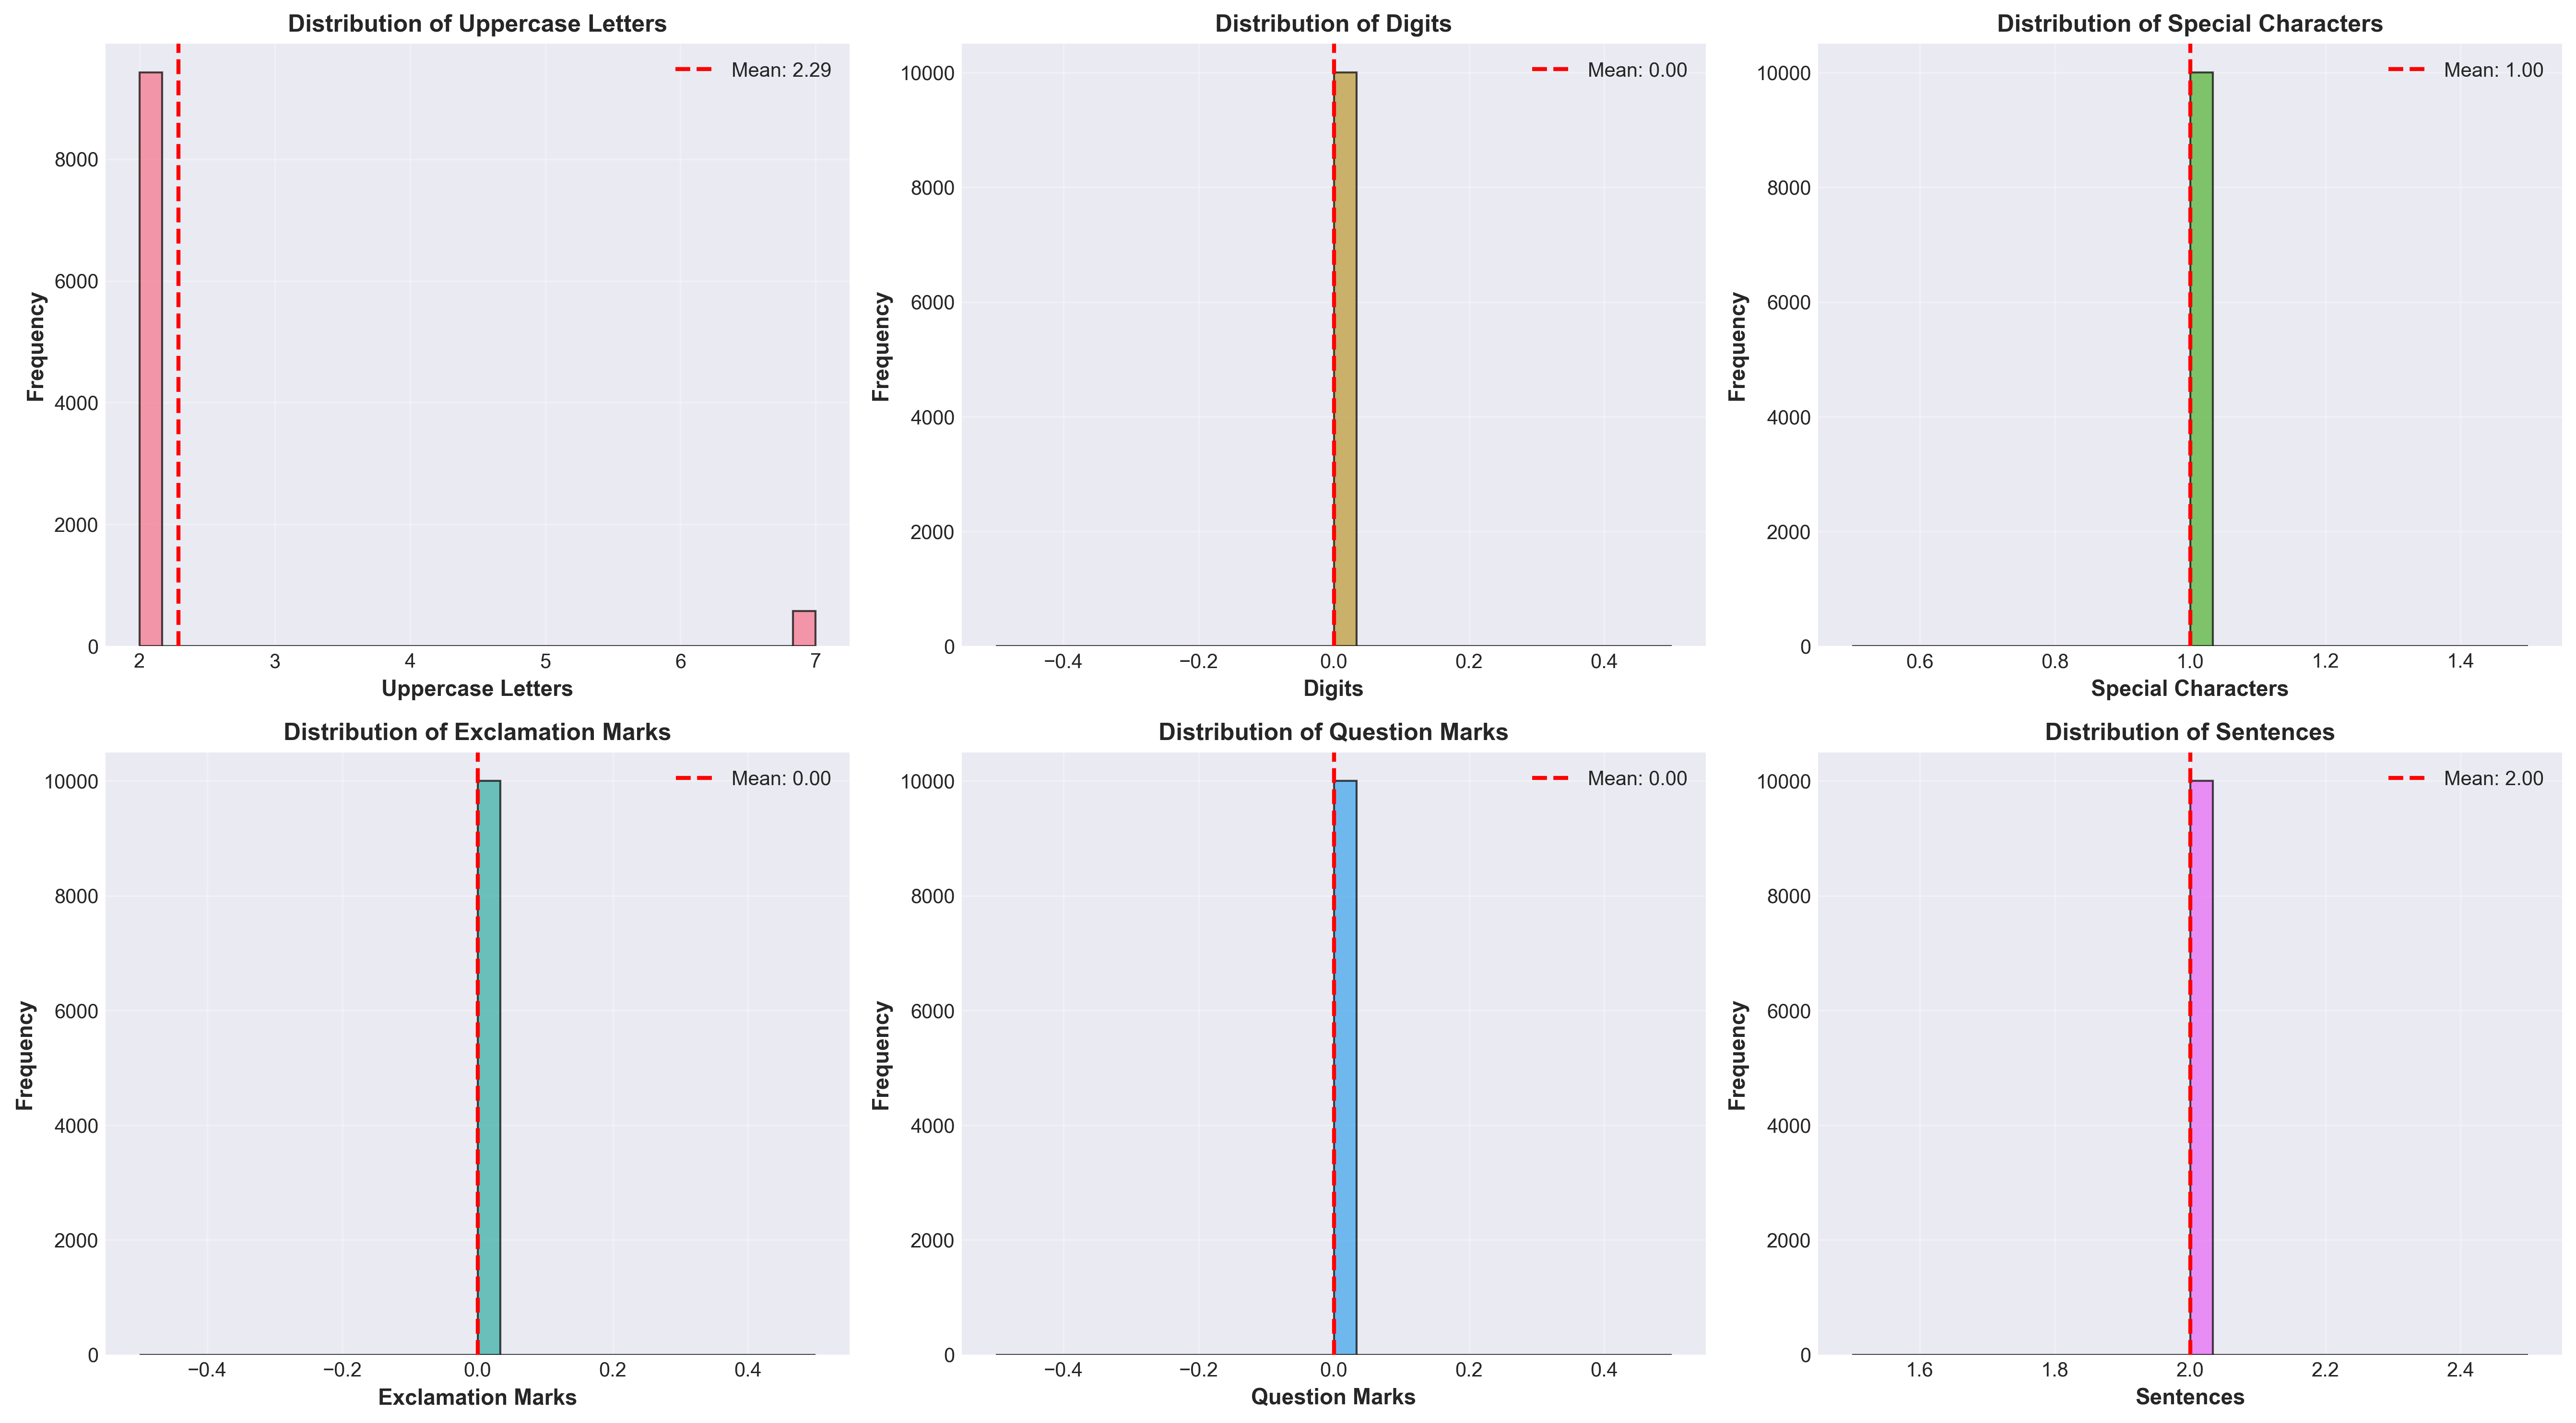 Distribution of Uppercase Letters
Mean: 2.29
8000
6000
4000
2000
0
Frequency
2 3 4 5 6 7
Uppercase Letters
Distribution of Digits
Mean: 0.00
10000
8000
6000
4000
2000
0
Frequency
−0.4 −0.2 0.0 0.2 0.4
Digits
Distribution of Special Characters
Mean: 1.00
10000
8000
6000
4000
2000
0
Frequency
0.6 0.8 1.0 1.2 1.4
Special Characters
Distribution of Exclamation Marks
Mean: 0.00
10000
8000
6000
4000
2000
0
Frequency
−0.4 −0.2 0.0 0.2 0.4
Exclamation Marks
Distribution of Question Marks
Mean: 0.00
10000
8000
6000
4000
2000
0
Frequency
−0.4 −0.2 0.0 0.2 0.4
Question Marks
Distribution of Sentences
Mean: 2.00
10000
8000
6000
4000
2000
0
Frequency
1.6 1.8 2.0 2.2 2.4
Sentences